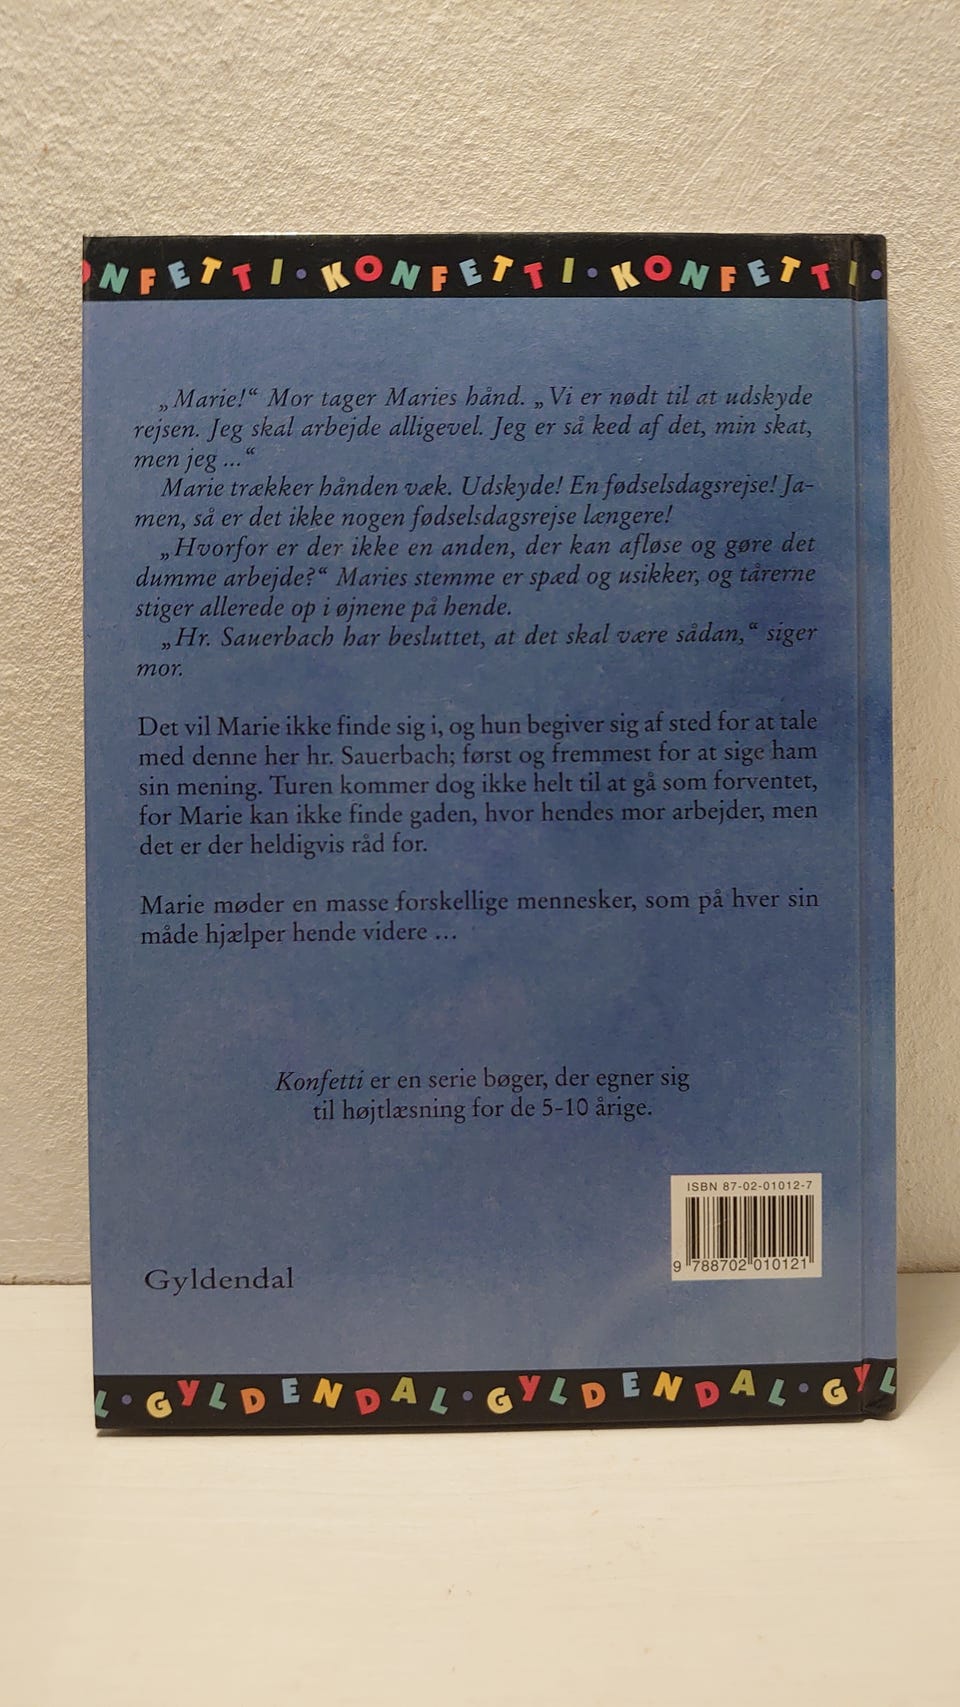 ONFETTI • KONFETTI • KONFETTI •
„Marie!“ Mor tager Maries hånd. „Vi er nødt til at udskyde
rejsen. Jeg skal arbejde alligevel. Jeg er så ked af det, min skat,
men jeg ...“
Marie trækker hånden væk. Udskyde! En fødselsdagsrejse! Ja-
men, så er det ikke nogen fødselsdagsrejse længere!
„Hvorfor er der ikke en anden, der kan afløse og gøre det
dumme arbejde?“ Maries stemme er spæd og usikker, og tårerne
stiger allerede op i øjnene på hende.
„Hr. Sauerbach har besluttet, at det skal være sådan,“ siger
mor.
Det vil Marie ikke finde sig i, og hun begiver sig af sted for at tale
med denne her hr. Sauerbach; først og fremmest for at sige ham
sin mening. Turen kommer dog ikke helt til at gå som forventet,
for Marie kan ikke finde gaden, hvor hendes mor arbejder, men
det er der heldigvis råd for.
Marie møder en masse forskellige mennesker, som på hver sin
måde hjælper hende videre ...
Konfetti er en serie bøger, der egner sig
til højtlæsning for de 5-10 årige.
ISBN 87-02-01012-7
9 788702 010121
Gyldendal
L • GYLDENDAL • GYLDENDAL • GYL